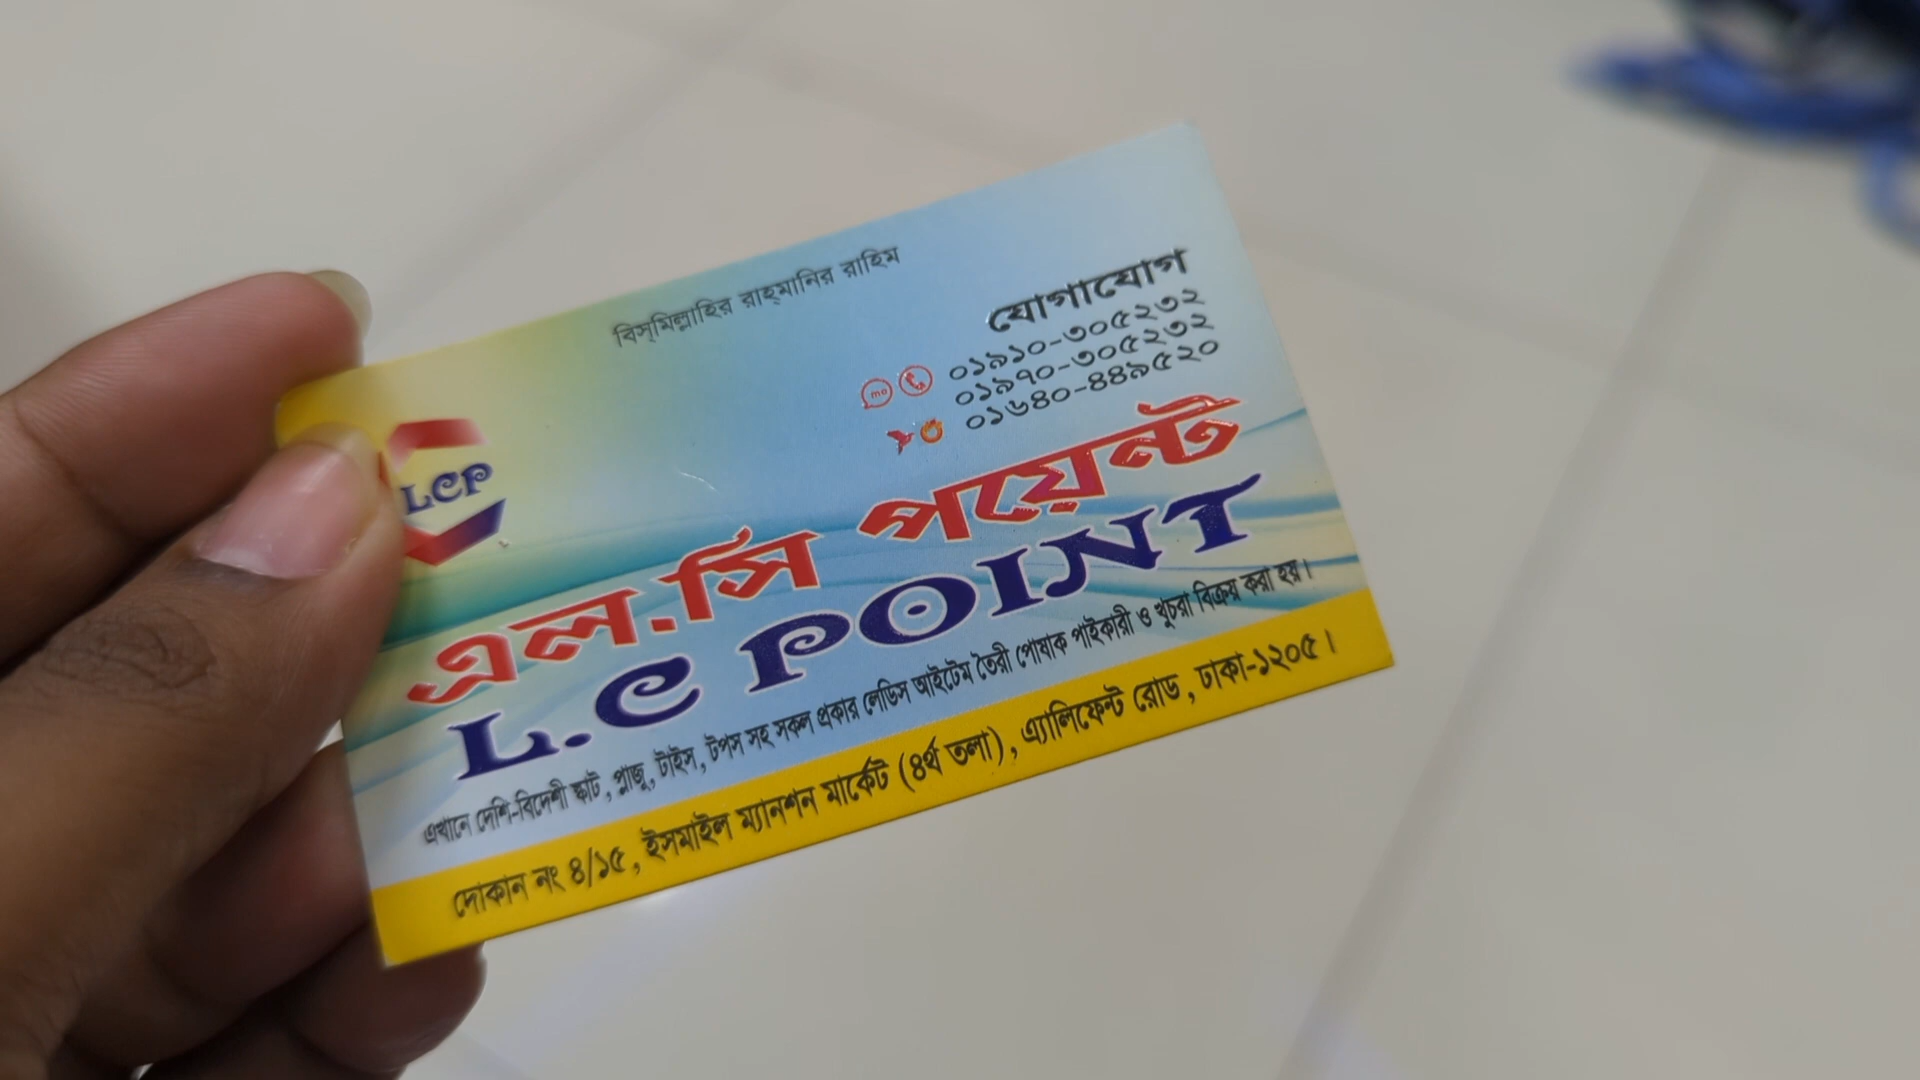 বিস্‌মিল্লাহির রাহ্‌মানির রাহিম
যোগাযোগ
imo
০১৯১০-৩০৫২৩২
০১৯৭০-৩০৫২৩২
০১৬৪০-৪৪৯৫২০
LCP
এল.সি পয়েন্ট
L.C POINT
এখানে দেশি-বিদেশী স্কাট, প্লাজু, টাইস, টপস সহ সকল প্রকার লেডিস আইটেম তৈরী পোষাক পাইকারী ও খুচরা বিক্রয় করা হয়।
দোকান নং ৪/১৫, ইসমাইল ম্যানশন মার্কেট (৪র্থ তলা), এ্যালিফেন্ট রোড, ঢাকা-১২০৫।